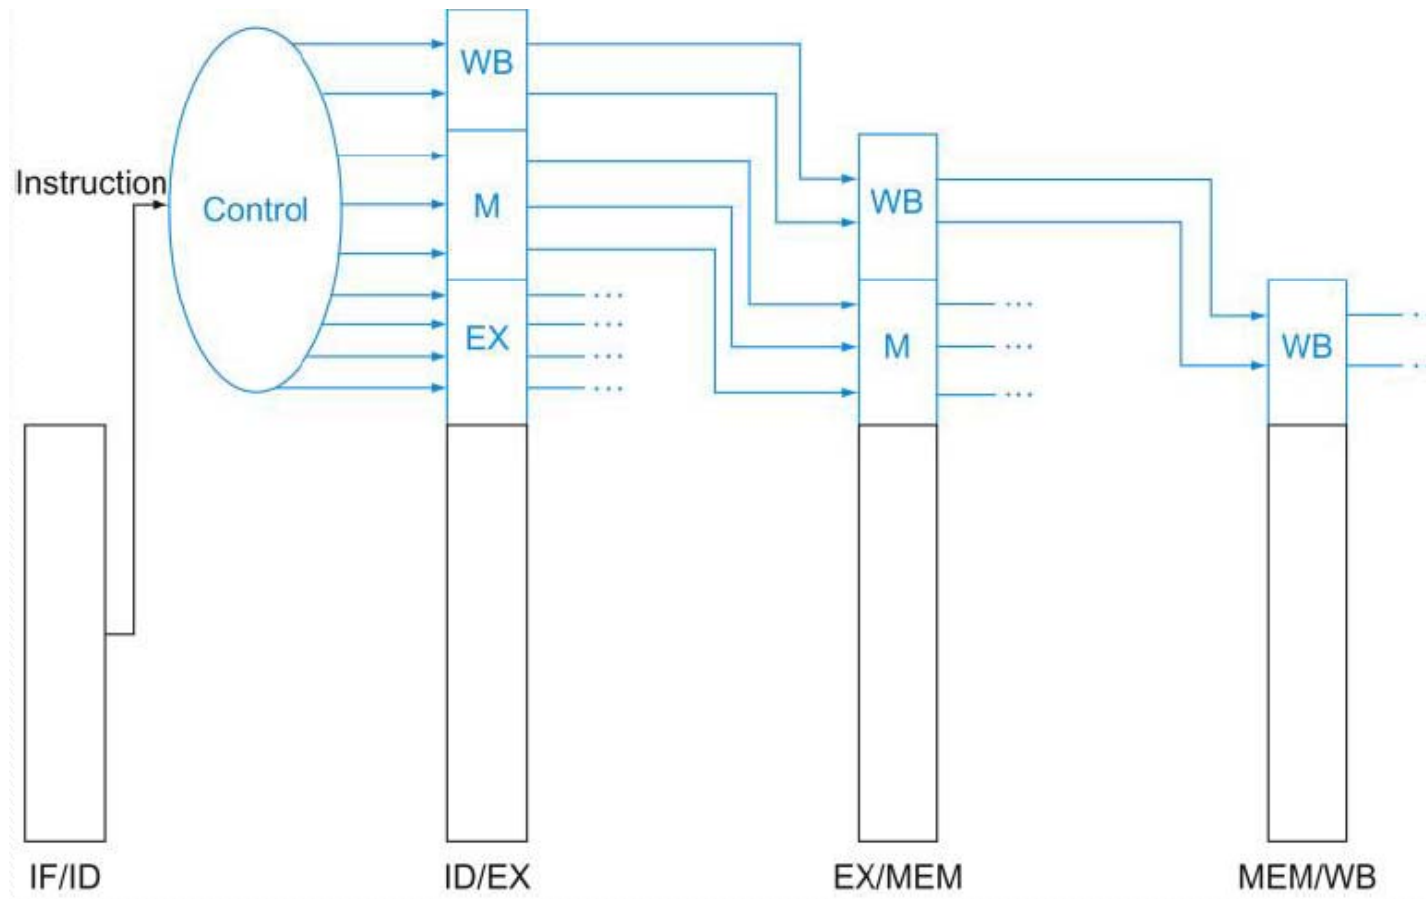 WB
Instruction
Control
M
WB
EX
M
WB
IF/ID
ID/EX
EX/MEM
MEM/WB